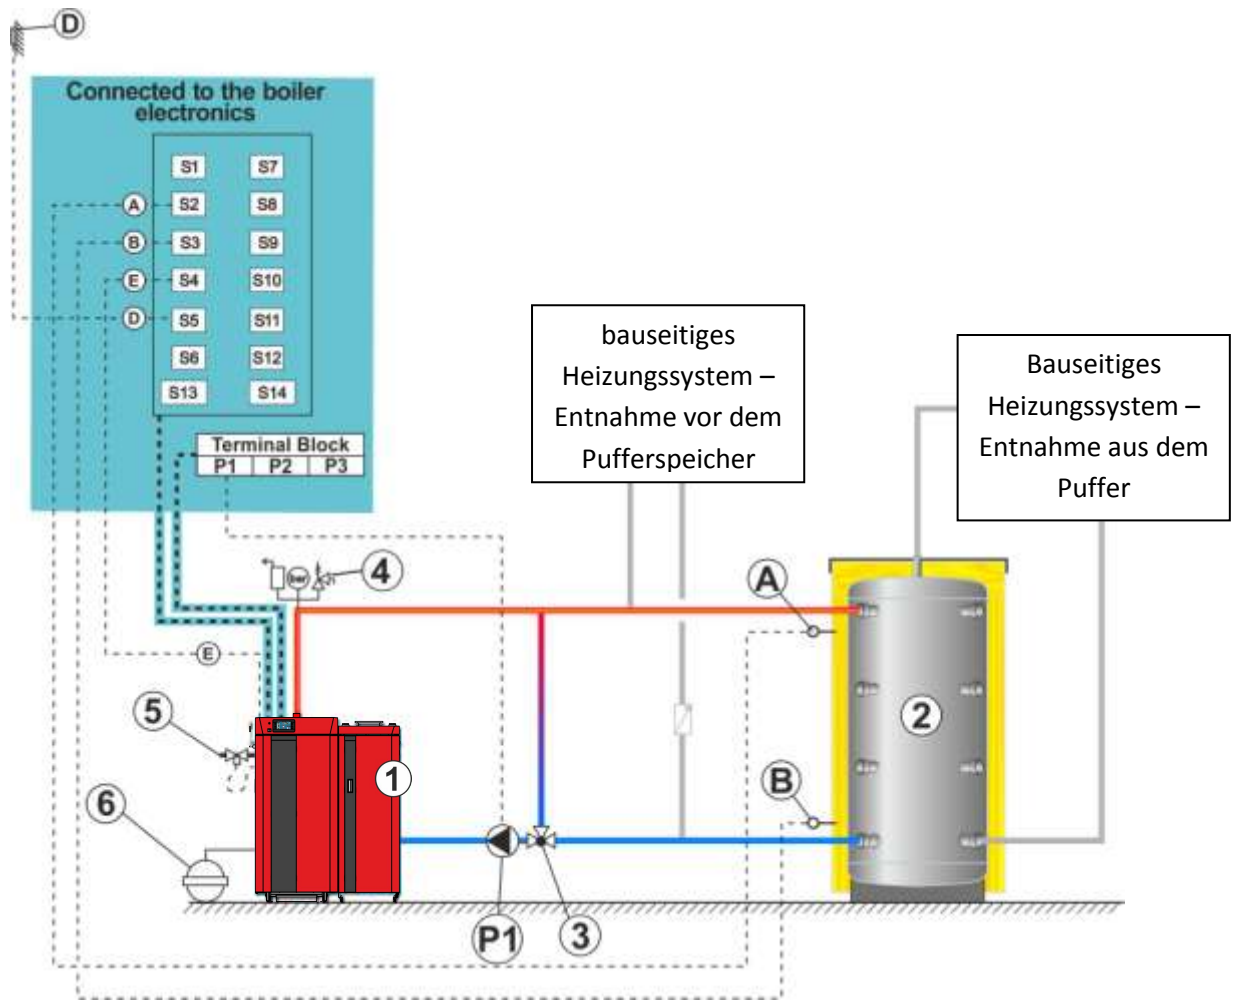 D
Connected to the boiler
electronics
S1 S7
A S2 S8
B S3 S9
E S4 S10
D S5 S11
S6 S12
S13 S14
Terminal Block
P1 P2 P3
bauseitiges
Heizungssystem –
Entnahme vor dem
Pufferspeicher
Bauseitiges
Heizungssystem –
Entnahme aus dem
Puffer
bar
4
A
E
5
2
1
B
6
P1
3